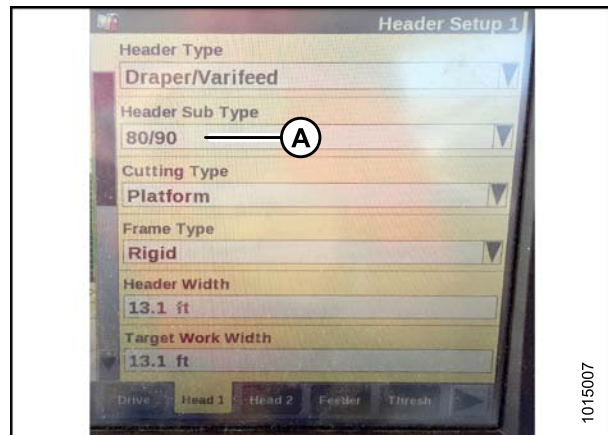 Header Setup 1
Header Type
Draper/Varifeed
Header Sub Type
80/90
A
Cutting Type
Platform
Frame Type
Rigid
Header Width
13.1 ft
Target Work Width
13.1 ft
Drive Head 1 Head 2 Feeder Thresh
1015007